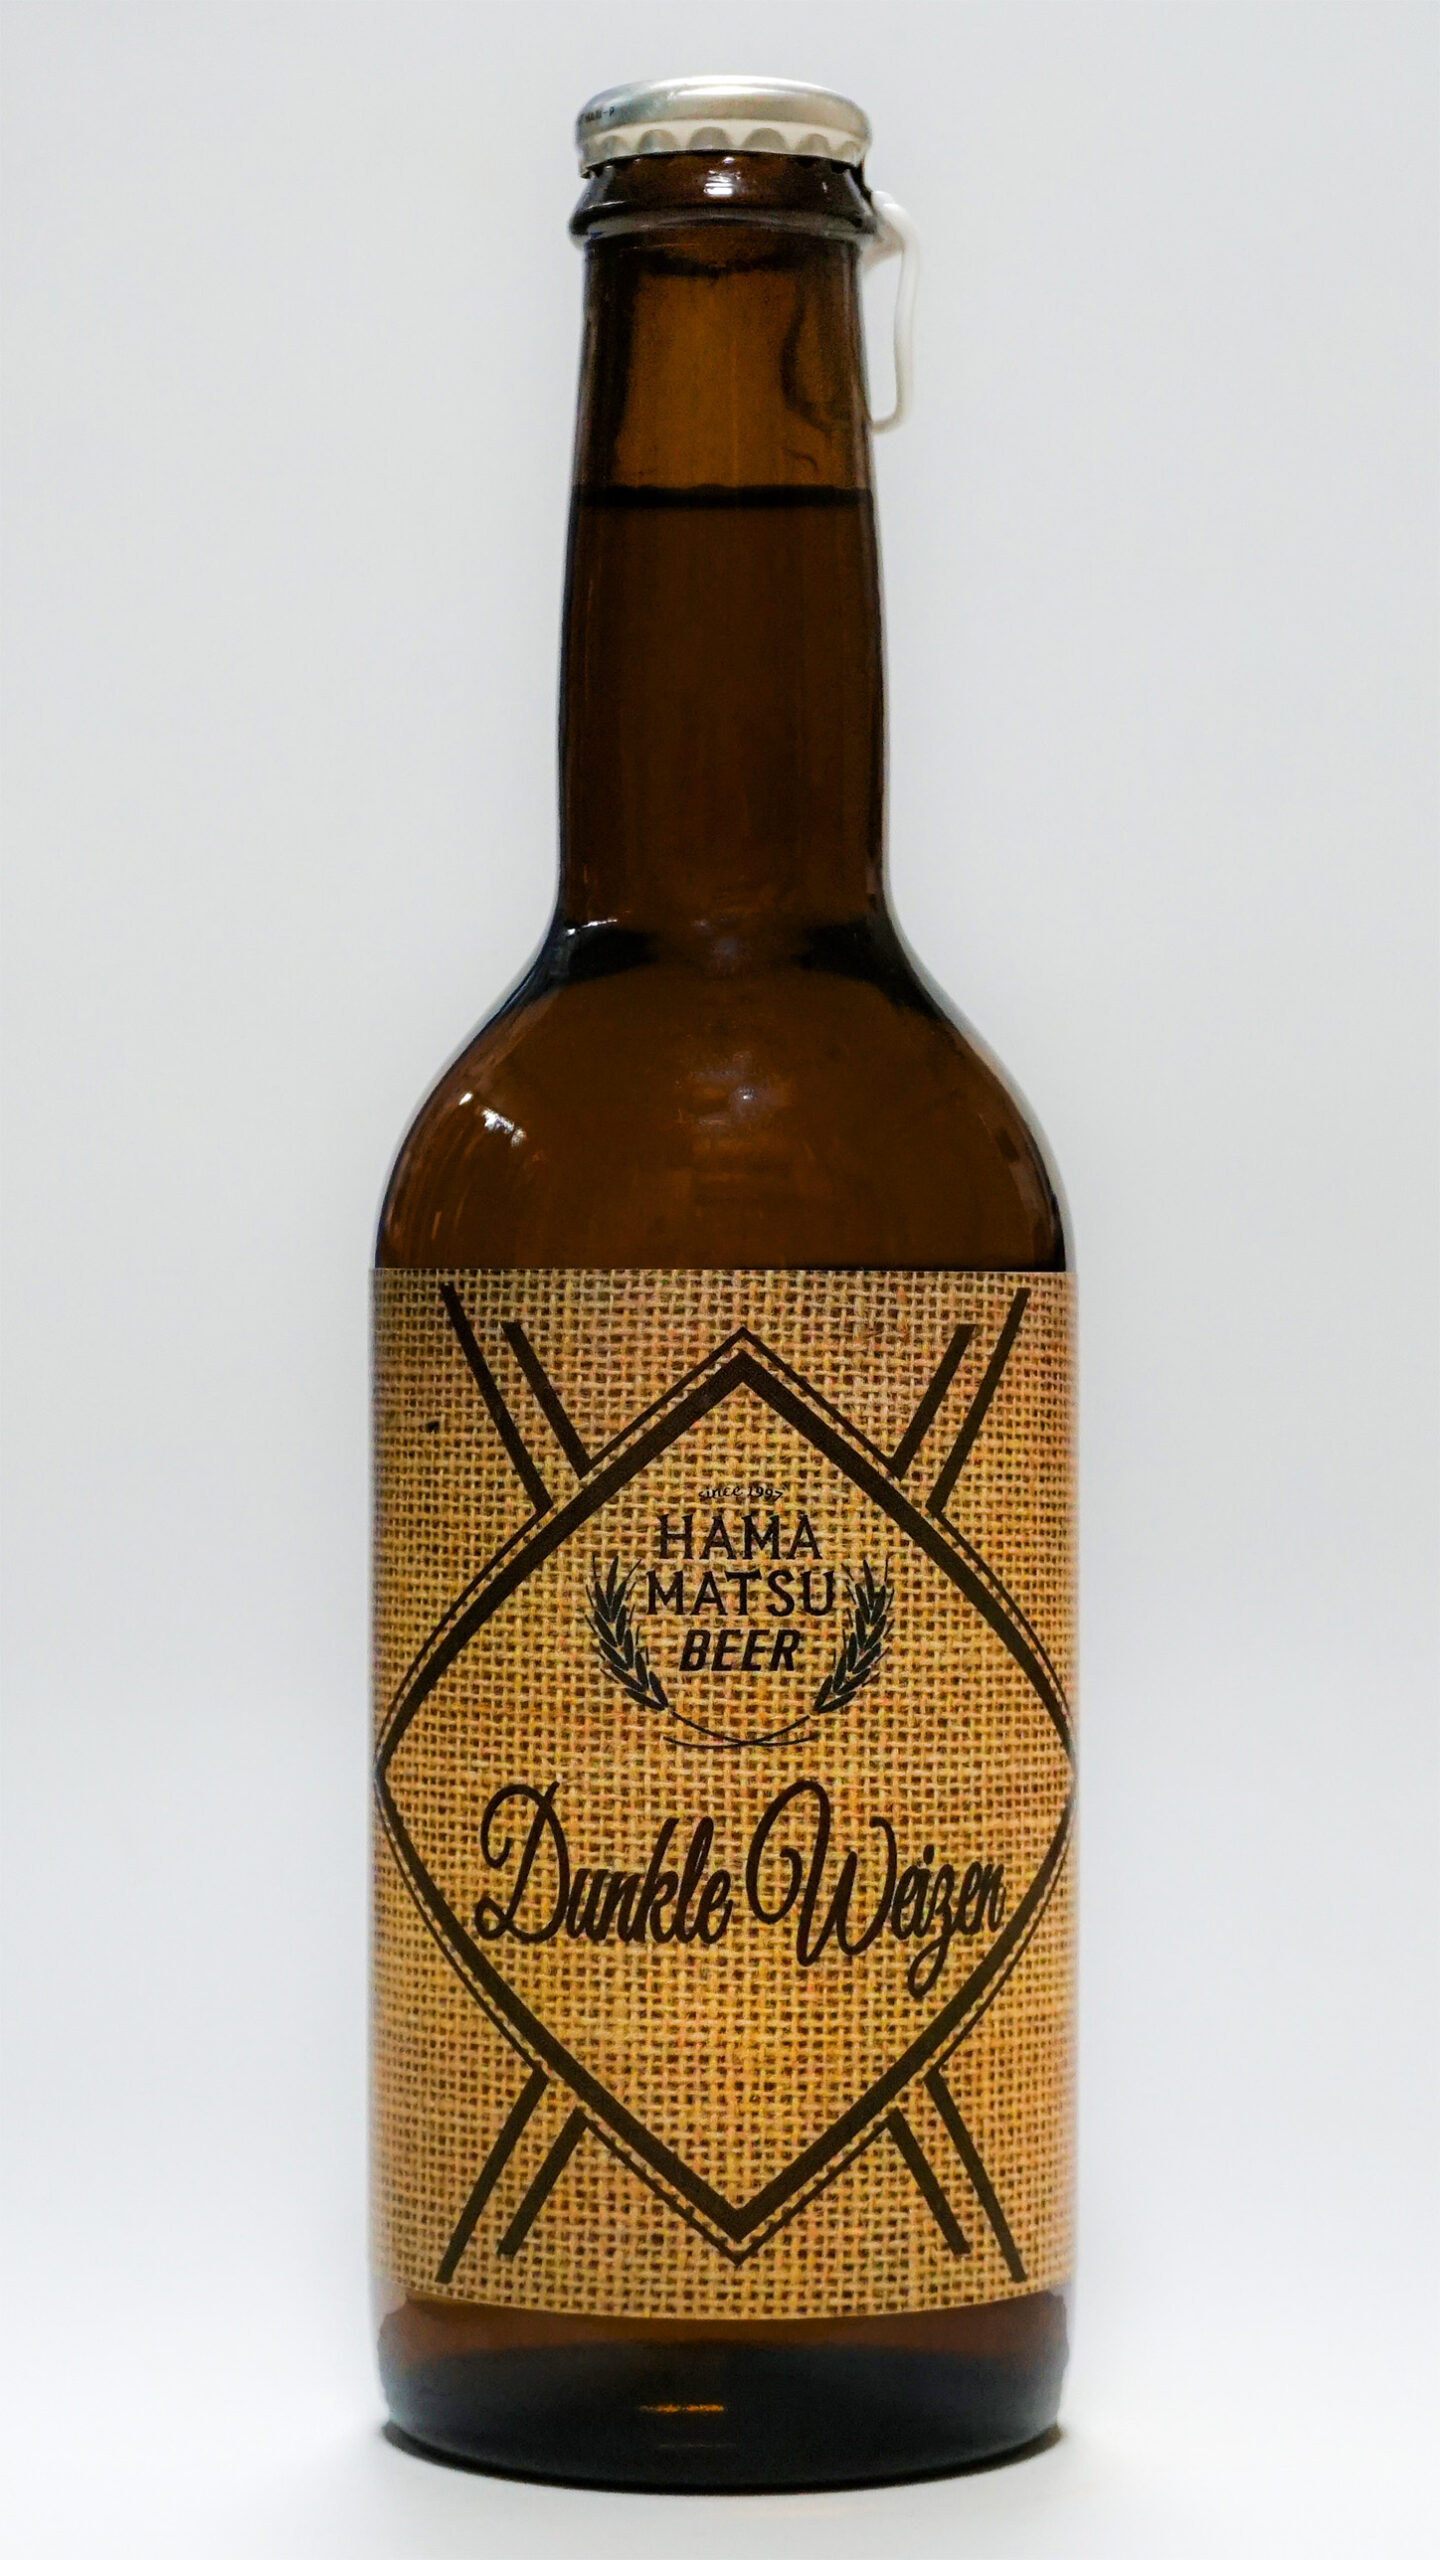 since 1997
HAMA
MATSU
BEER
Dunkle Weizen